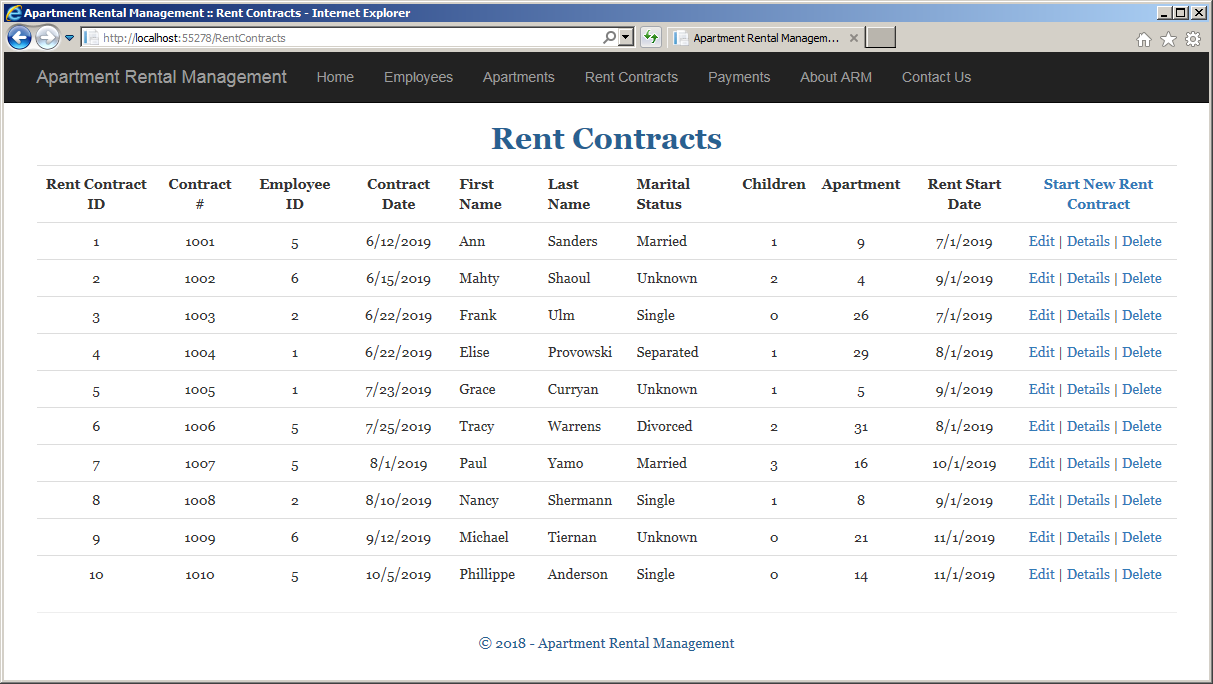 Apartment Rental Management :: Rent Contracts - Internet Explorer
http://localhost:55278/RentContracts
Apartment Rental Managem...
Apartment Rental Management Home Employees Apartments Rent Contracts Payments About ARM Contact Us
Rent Contracts
Rent Contract ID Contract # Employee ID Contract Date First Name Last Name Marital Status Children Apartment Rent Start Date Start New Rent Contract
1 1001 5 6/12/2019 Ann Sanders Married 1 9 7/1/2019 Edit | Details | Delete
2 1002 6 6/15/2019 Mahty Shaoul Unknown 2 4 9/1/2019 Edit | Details | Delete
3 1003 2 6/22/2019 Frank Ulm Single 0 26 7/1/2019 Edit | Details | Delete
4 1004 1 6/22/2019 Elise Provowski Separated 1 29 8/1/2019 Edit | Details | Delete
5 1005 1 7/23/2019 Grace Curryan Unknown 1 5 9/1/2019 Edit | Details | Delete
6 1006 5 7/25/2019 Tracy Warrens Divorced 2 31 8/1/2019 Edit | Details | Delete
7 1007 5 8/1/2019 Paul Yamo Married 3 16 10/1/2019 Edit | Details | Delete
8 1008 2 8/10/2019 Nancy Shermann Single 1 8 9/1/2019 Edit | Details | Delete
9 1009 6 9/12/2019 Michael Tiernan Unknown 0 21 11/1/2019 Edit | Details | Delete
10 1010 5 10/5/2019 Phillippe Anderson Single 0 14 11/1/2019 Edit | Details | Delete
© 2018 - Apartment Rental Management